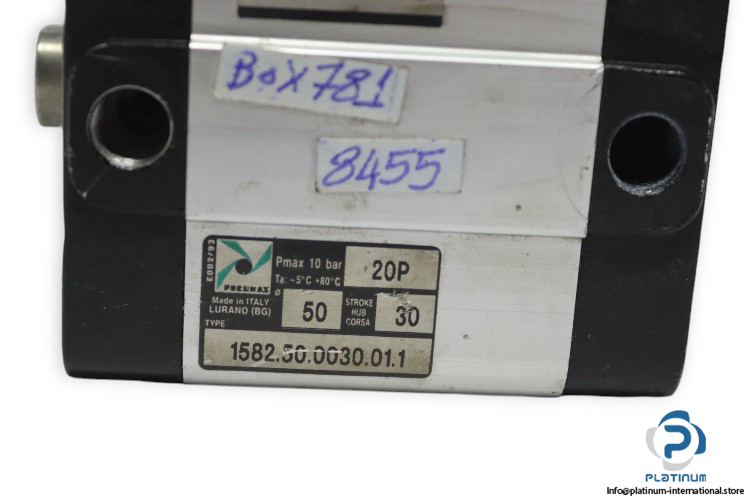 BOX781
8455
E002/93
PNEUMAX
Pmax 10 bar
Ta: -5°C +80°C
20P
Made in ITALY
LURANO (BG)
ø 50
STROKE
HUB
CORSA
30
TYPE
1582.50.0030.01.1
PLATINUM
Info@platinum-international.store